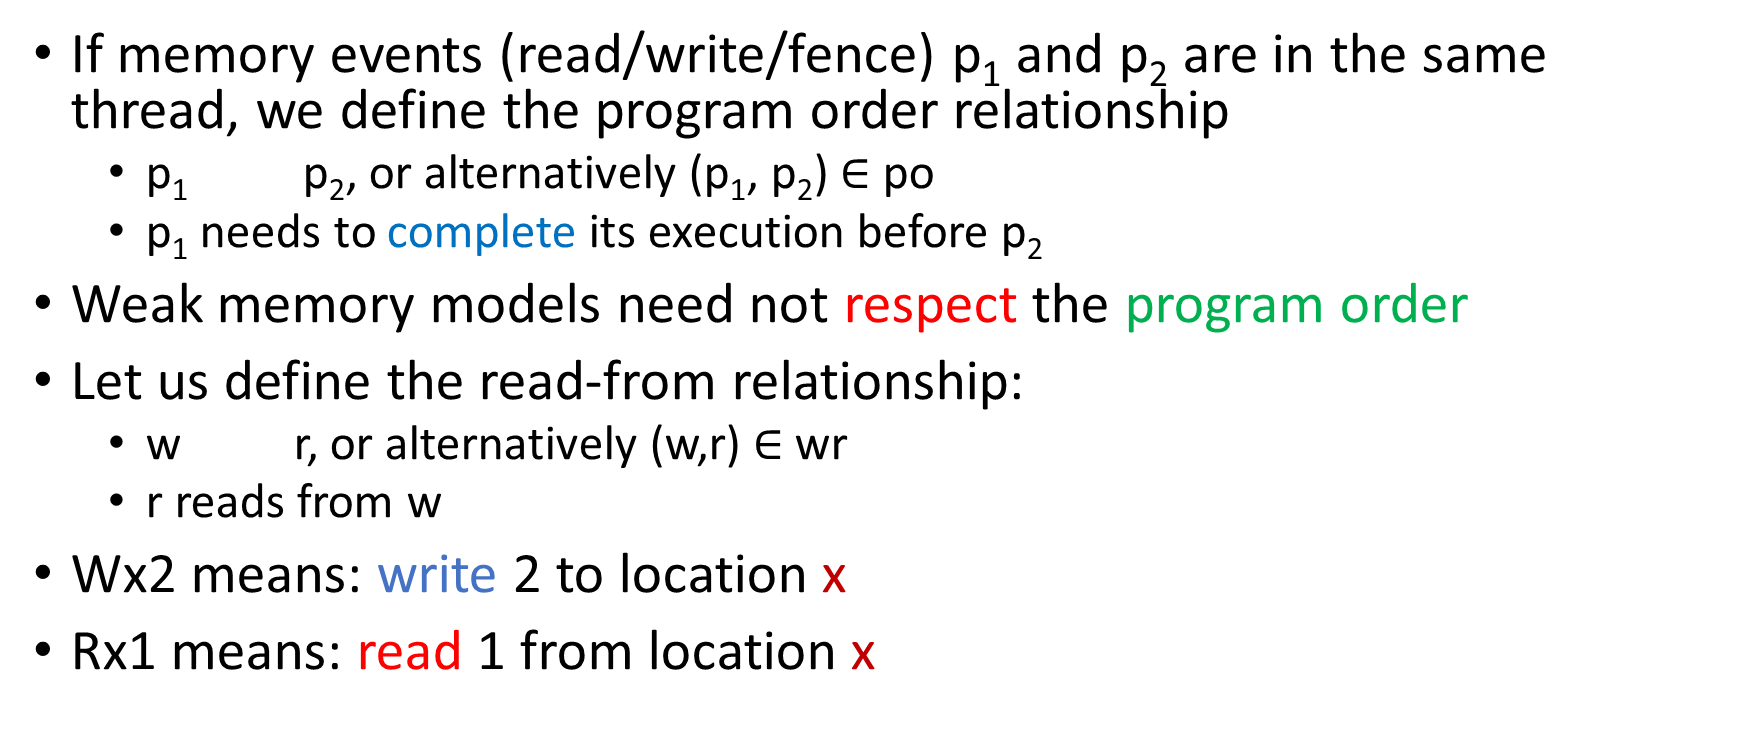 • If memory events (read/write/fence) p₁ and p₂ are in the same
thread, we define the program order relationship
• p₁ p₂, or alternatively (p₁, p₂) ∈ po
• p₁ needs to complete its execution before p₂
• Weak memory models need not respect the program order
• Let us define the read-from relationship:
• w r, or alternatively (w,r) ∈ wr
• r reads from w
• Wx2 means: write 2 to location x
• Rx1 means: read 1 from location x